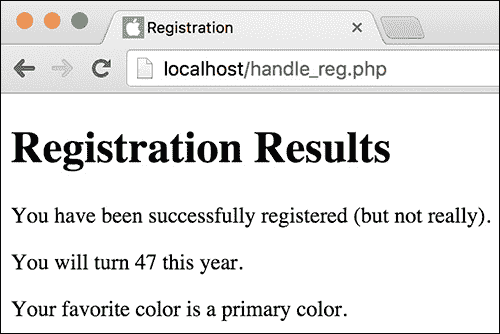 Registration
localhost/handle_reg.php
Registration Results
You have been successfully registered (but not really).
You will turn 47 this year.
Your favorite color is a primary color.